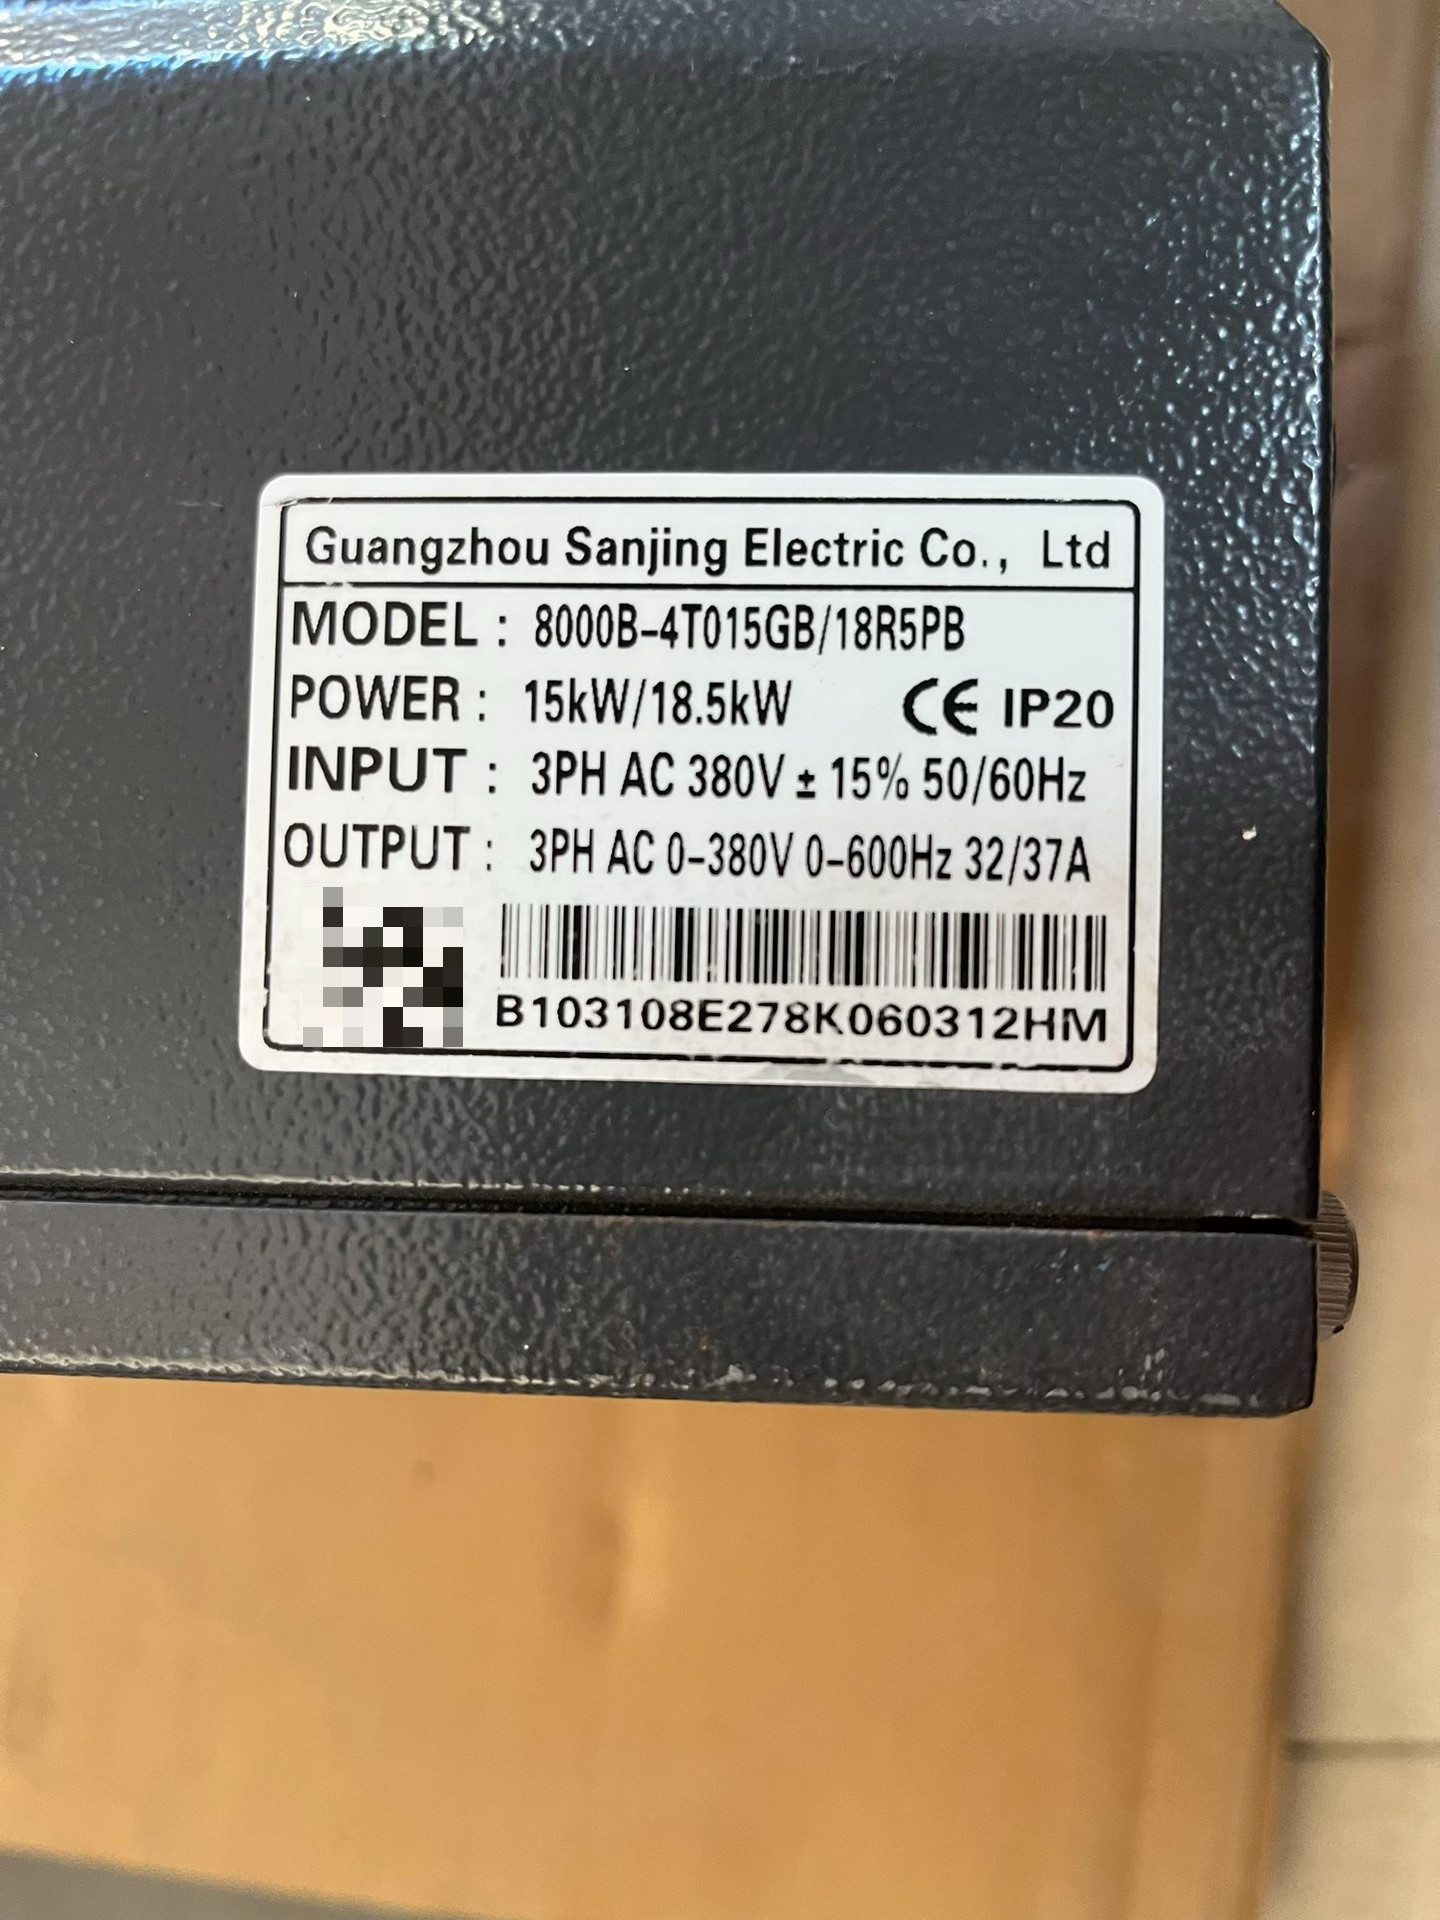 Guangzhou Sanjing Electric Co., Ltd
MODEL : 8000B-4T015GB/18R5PB
POWER : 15kW/18.5kW CE IP20
INPUT : 3PH AC 380V ± 15% 50/60Hz
OUTPUT : 3PH AC 0-380V 0-600Hz 32/37A
B103108E278K060312HM